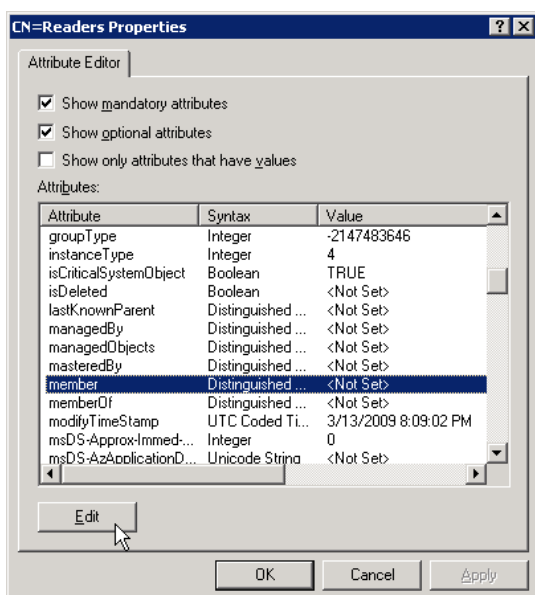 CN=Readers Properties
Attribute Editor
Show mandatory attributes
Show optional attributes
Show only attributes that have values
Attributes:
Attribute Syntax Value
groupType Integer -2147483646
instanceType Integer 4
isCriticalSystemObject Boolean TRUE
isDeleted Boolean <Not Set>
lastKnownParent Distinguished ... <Not Set>
managedBy Distinguished ... <Not Set>
managedObjects Distinguished ... <Not Set>
masteredBy Distinguished ... <Not Set>
member Distinguished ... <Not Set>
memberOf Distinguished ... <Not Set>
modifyTimeStamp UTC Coded Ti... 3/13/2009 8:09:02 PM
msDS-Approx-Immed-... Integer 0
msDS-AzApplicationD... Unicode String <Not Set>
Edit
OK Cancel Apply